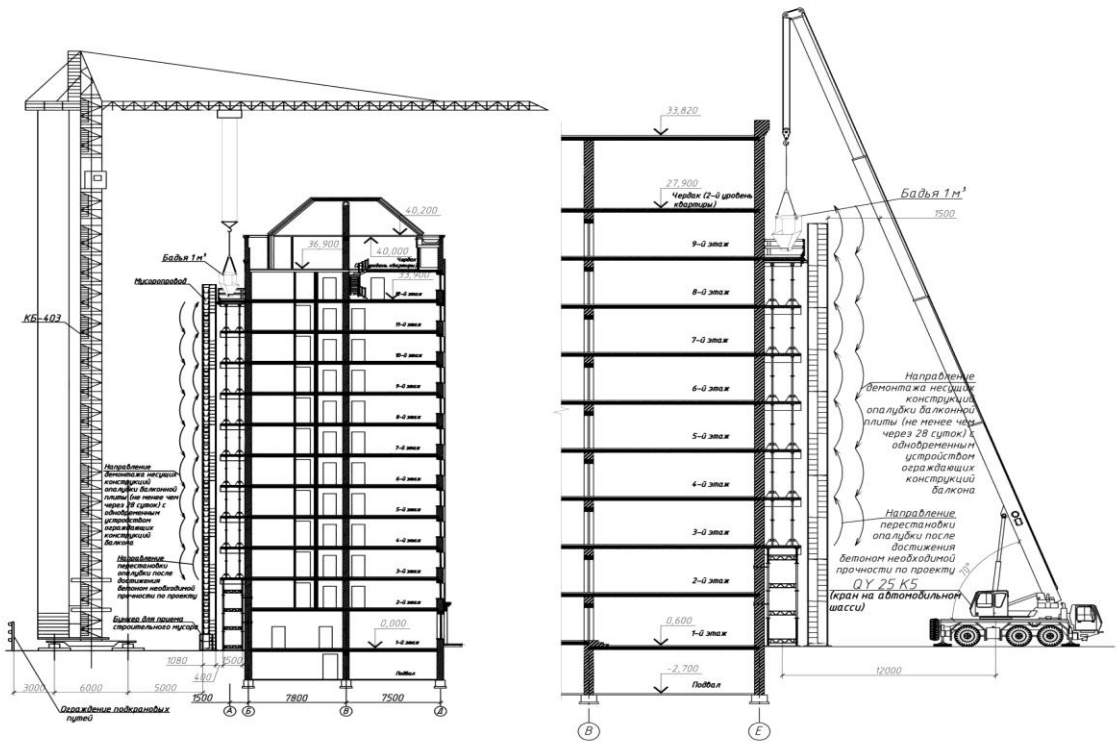 33,820
Бадья 1 м³
27,900
Чердак (2-й уровень
квартиры)
1500
40,200
36,900
40,000
Бадья 1 м³
33,900
Мусоропровод
9-й этаж
12-й этаж
КБ-403
8-й этаж
11-й этаж
7-й этаж
10-й этаж
9-й этаж
6-й этаж
8-й этаж
Направление
демонтажа несущих
конструкций
опалубки балконной
плиты (не менее чем
через 28 суток) с
одновременным
устройством
ограждающих
конструкций
балкона
5-й этаж
7-й этаж
Направление
демонтажа несущих
конструкций
опалубки балконной
плиты (не менее чем
через 28 суток) с
одновременным
устройством
ограждающих
конструкций
балкона
6-й этаж
4-й этаж
5-й этаж
Направление
перестановки
опалубки после
достижения
бетоном необходимой
прочности по проекту
4-й этаж
3-й этаж
Направление
перестановки
опалубки после
достижения
бетоном необходимой
прочности по проекту
3-й этаж
2-й этаж
QY 25 K5
(кран на автомобильном
шасси)
70°
2-й этаж
Бункер для приема
строительного мусора
0,000
0,600
1-й этаж
1-й этаж
1080
1500
-2,700
12000
400
Подвал
Подвал
3000
6000
5000
1500
7800
7500
Ограждение подкрановых
путей
А
Б
В
Д
В
Е